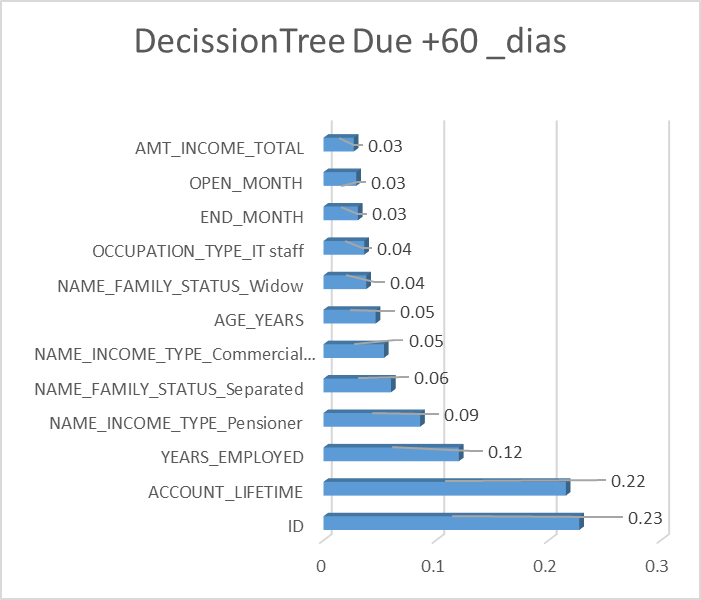 DecissionTree Due +60 _dias
AMT_INCOME_TOTAL 0.03
OPEN_MONTH 0.03
END_MONTH 0.03
OCCUPATION_TYPE_IT staff 0.04
NAME_FAMILY_STATUS_Widow 0.04
AGE_YEARS 0.05
NAME_INCOME_TYPE_Commercial... 0.05
NAME_FAMILY_STATUS_Separated 0.06
NAME_INCOME_TYPE_Pensioner 0.09
YEARS_EMPLOYED 0.12
ACCOUNT_LIFETIME 0.22
ID 0.23
0 0.1 0.2 0.3